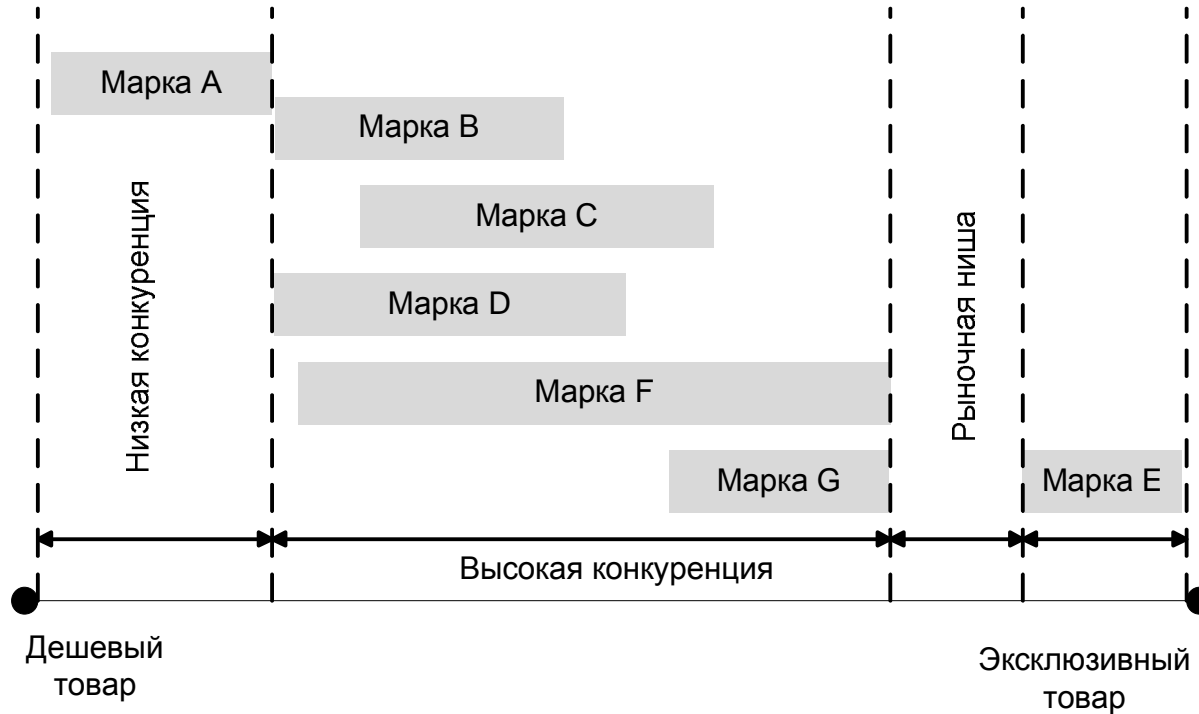 Марка A
Марка B
Марка C
Марка D
Марка F
Марка G
Марка E
Низкая конкуренция
Рыночная ниша
Высокая конкуренция
Дешевый
товар
Эксклюзивный
товар